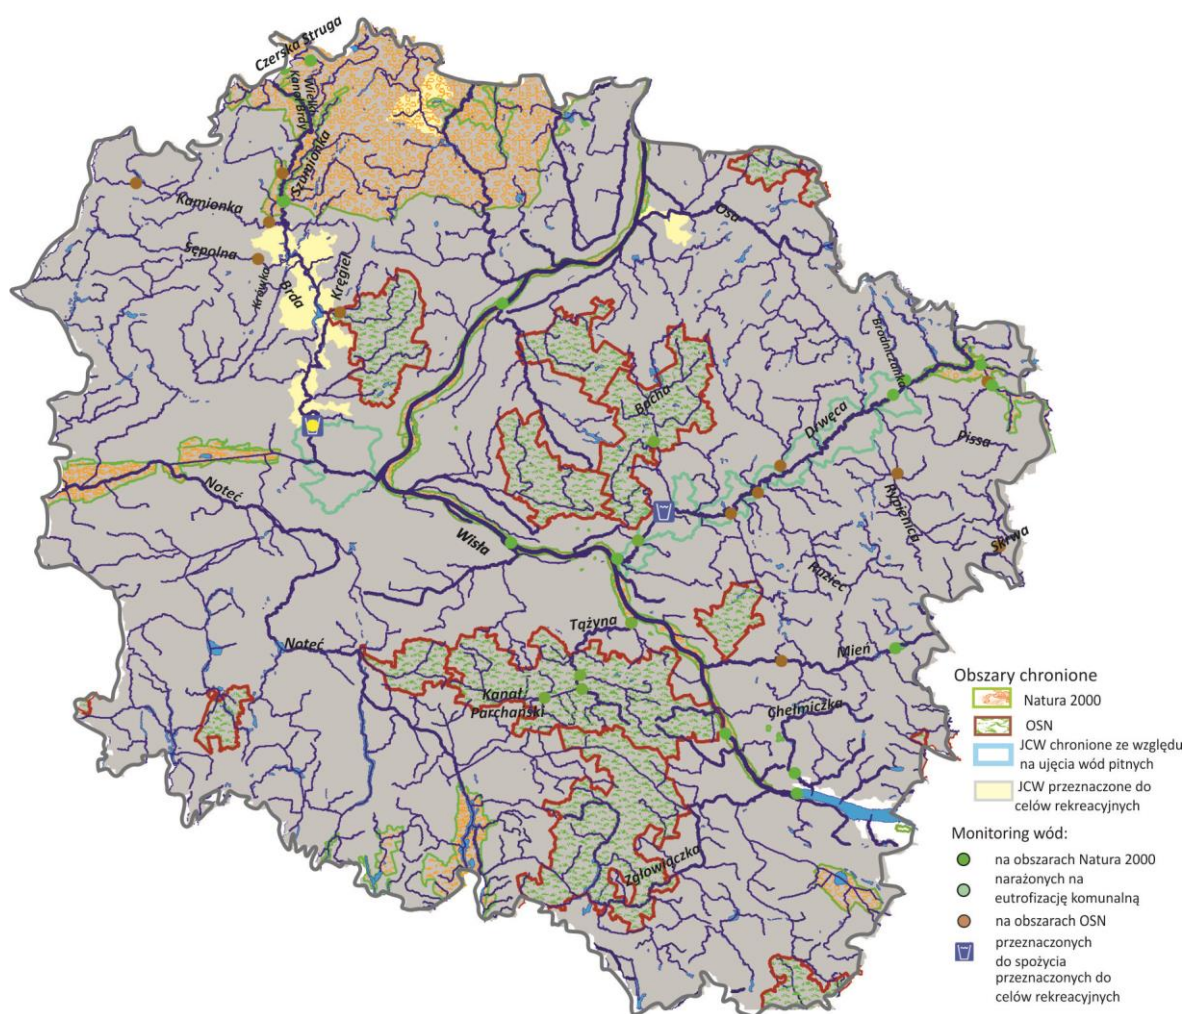 Czerska Struga
Wielki
Kanał Brdy
Szumionka
Kamionka
Sępolna
Krówka
Brda
Kręgiel
Osa
Brodniczanka
Bacha
Drwęca
Pissa
Rypienica
Noteć
Wisła
Skrwa
Ruziec
Tążyna
Noteć
Mień
Kanał
Parchański
Chełmiczka
Zgłowiączka
Obszary chronione
Natura 2000
OSN
JCW chronione ze względu
na ujęcia wód pitnych
JCW przeznaczone do
celów rekreacyjnych
Monitoring wód:
na obszarach Natura 2000
narażonych na
eutrofizację komunalną
na obszarach OSN
przeznaczonych
do spożycia
przeznaczonych do
celów rekreacyjnych